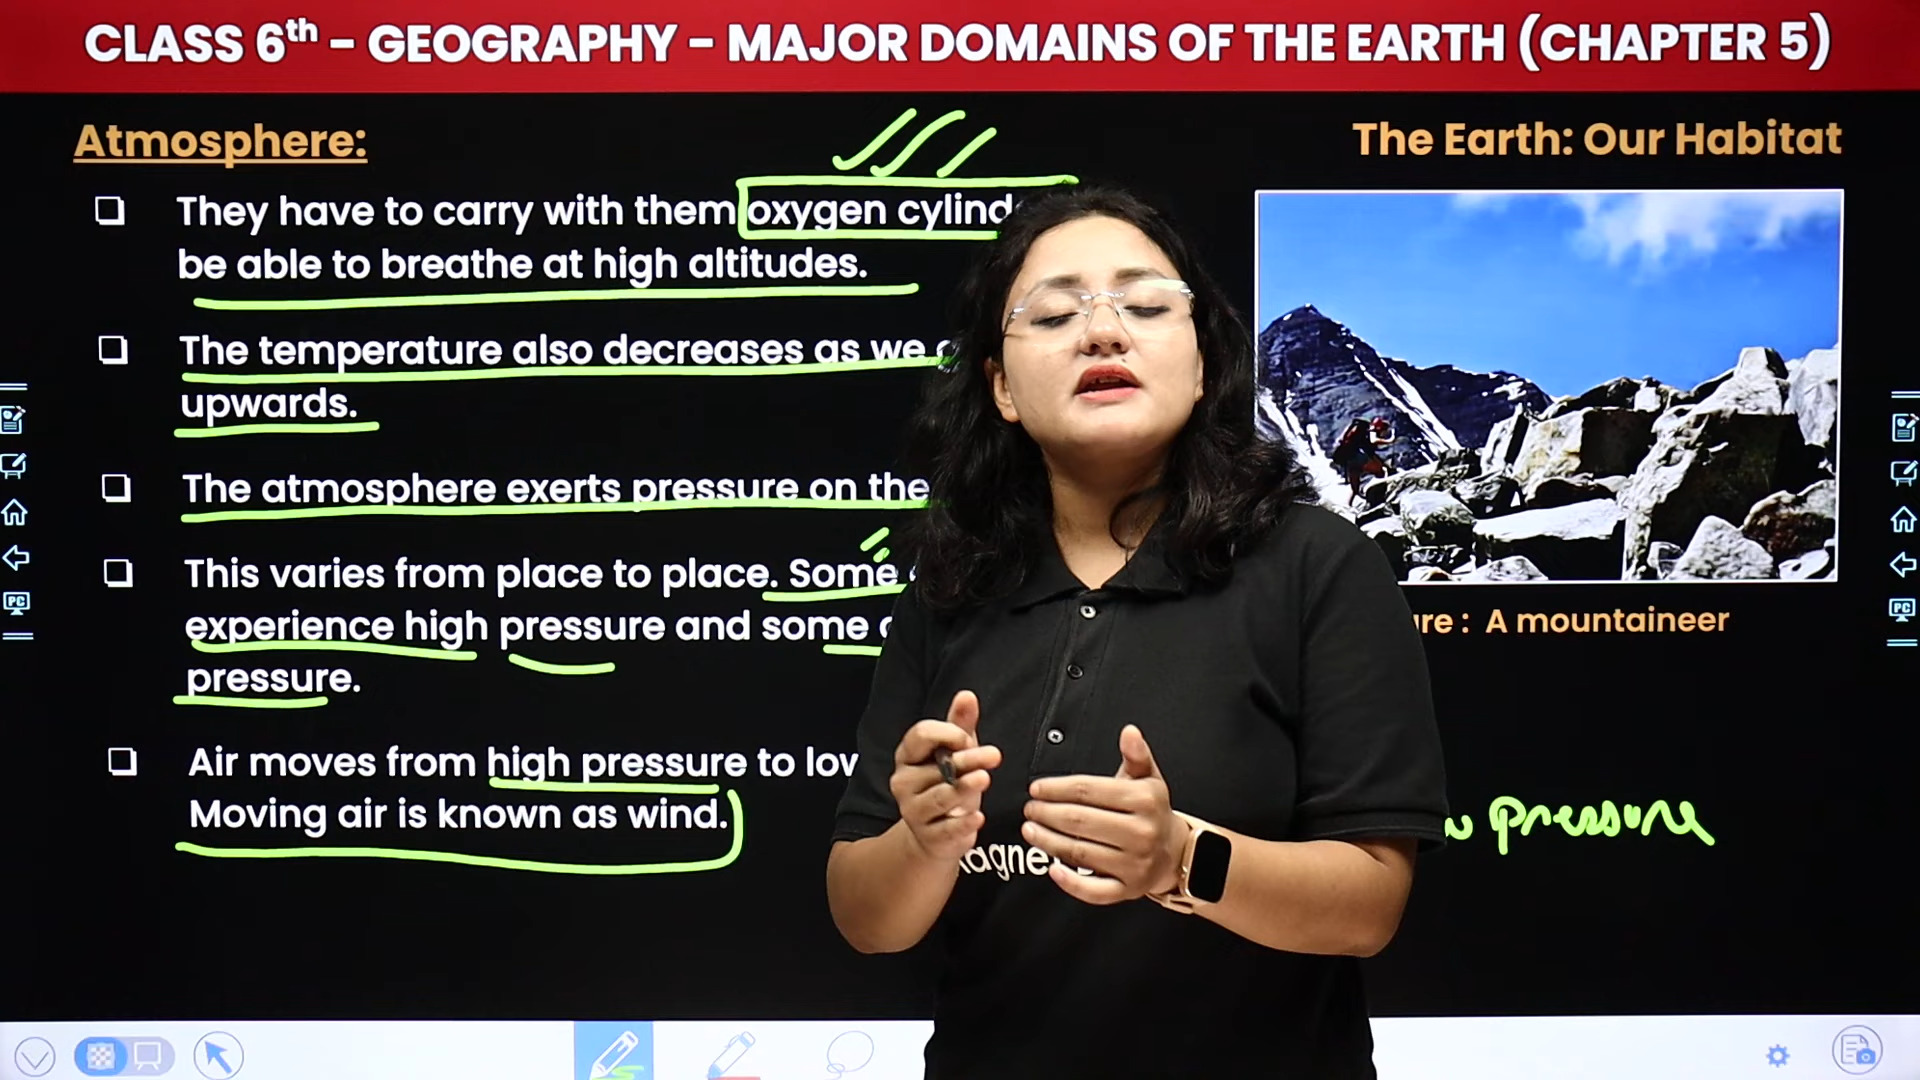 CLASS 6th - GEOGRAPHY - MAJOR DOMAINS OF THE EARTH (CHAPTER 5)
Atmosphere:
The Earth: Our Habitat
They have to carry with them oxygen
be able to breathe at high altitudes.
The temperature also decreases as we
upwards.
The atmosphere exerts pressure on the
This varies from place to place. Some
experience high pressure and some
pressure.
A mountaineer
Air moves from high pressure to
Moving air is known as wind.
pressure
PC
PC